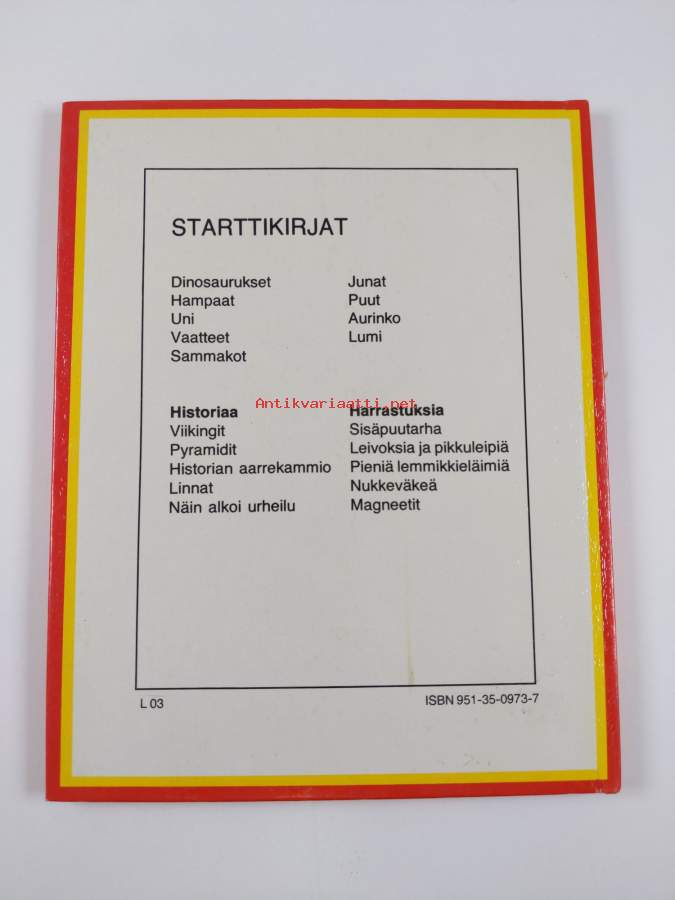 STARTTIKIRJAT
Dinosaurukset
Hampaat
Uni
Vaatteet
Sammakot
Junat
Puut
Aurinko
Lumi
Antikvariaatti.net
Historiaa
Viikingit
Pyramidit
Historian aarrekammio
Linnat
Näin alkoi urheilu
Harrastuksia
Sisäpuutarha
Leivoksia ja pikkuleipiä
Pieniä lemmikkieläimiä
Nukkeväkeä
Magneetit
L 03
ISBN 951-35-0973-7